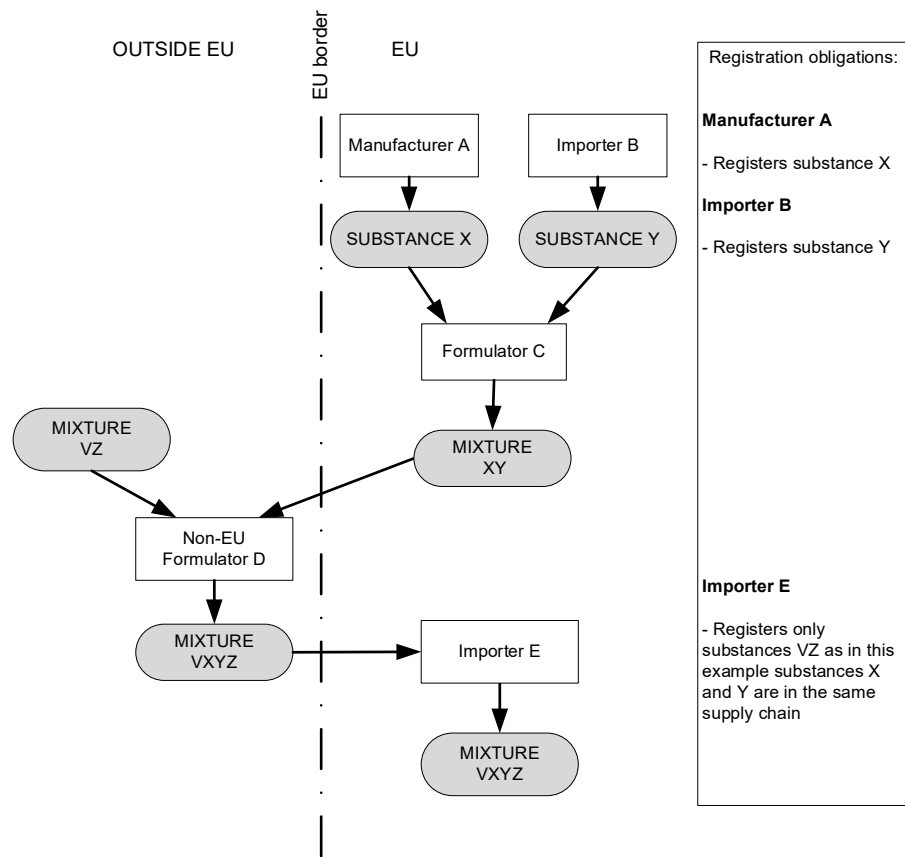 OUTSIDE EU
EU border
EU
Manufacturer A
Importer B
SUBSTANCE X
SUBSTANCE Y
Formulator C
MIXTURE
VZ
MIXTURE
XY
Non-EU
Formulator D
MIXTURE
VXYZ
Importer E
MIXTURE
VXYZ
Registration obligations:
Manufacturer A
- Registers substance X
Importer B
- Registers substance Y
Importer E
- Registers only
substances VZ as in this
example substances X
and Y are in the same
supply chain